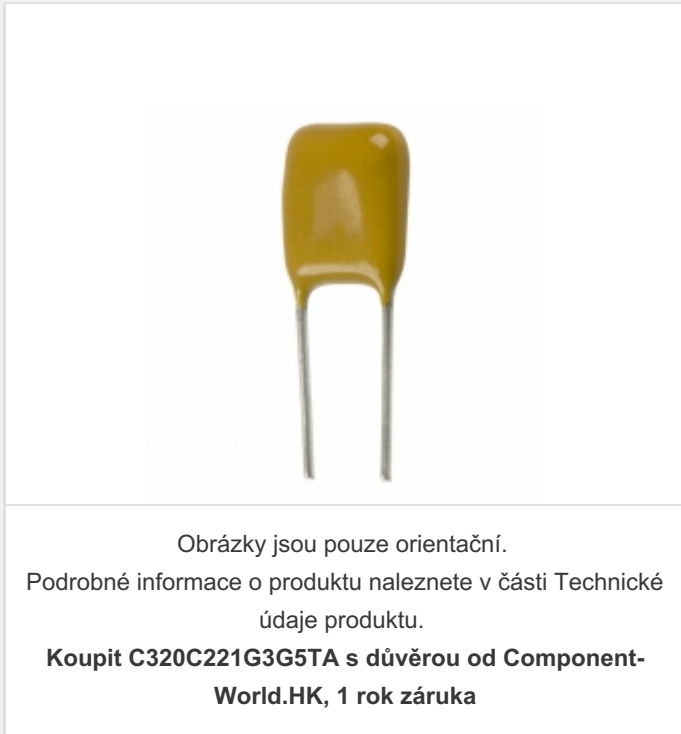 Obrázky jsou pouze orientační.
Podrobné informace o produktu naleznete v části Technické
údaje produktu.
Koupit C320C221G3G5TA s důvěrou od Component-
World.HK, 1 rok záruka